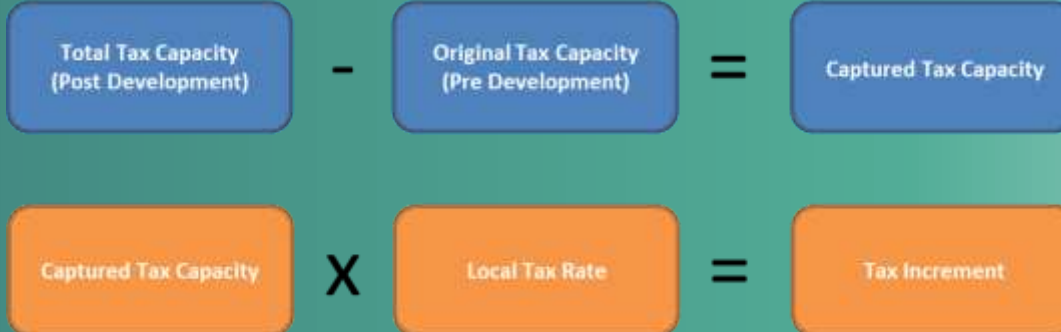 Total Tax Capacity
(Post Development)
-
Original Tax Capacity
(Pre Development)
=
Captured Tax Capacity
Captured Tax Capacity
X
Local Tax Rate
=
Tax Increment